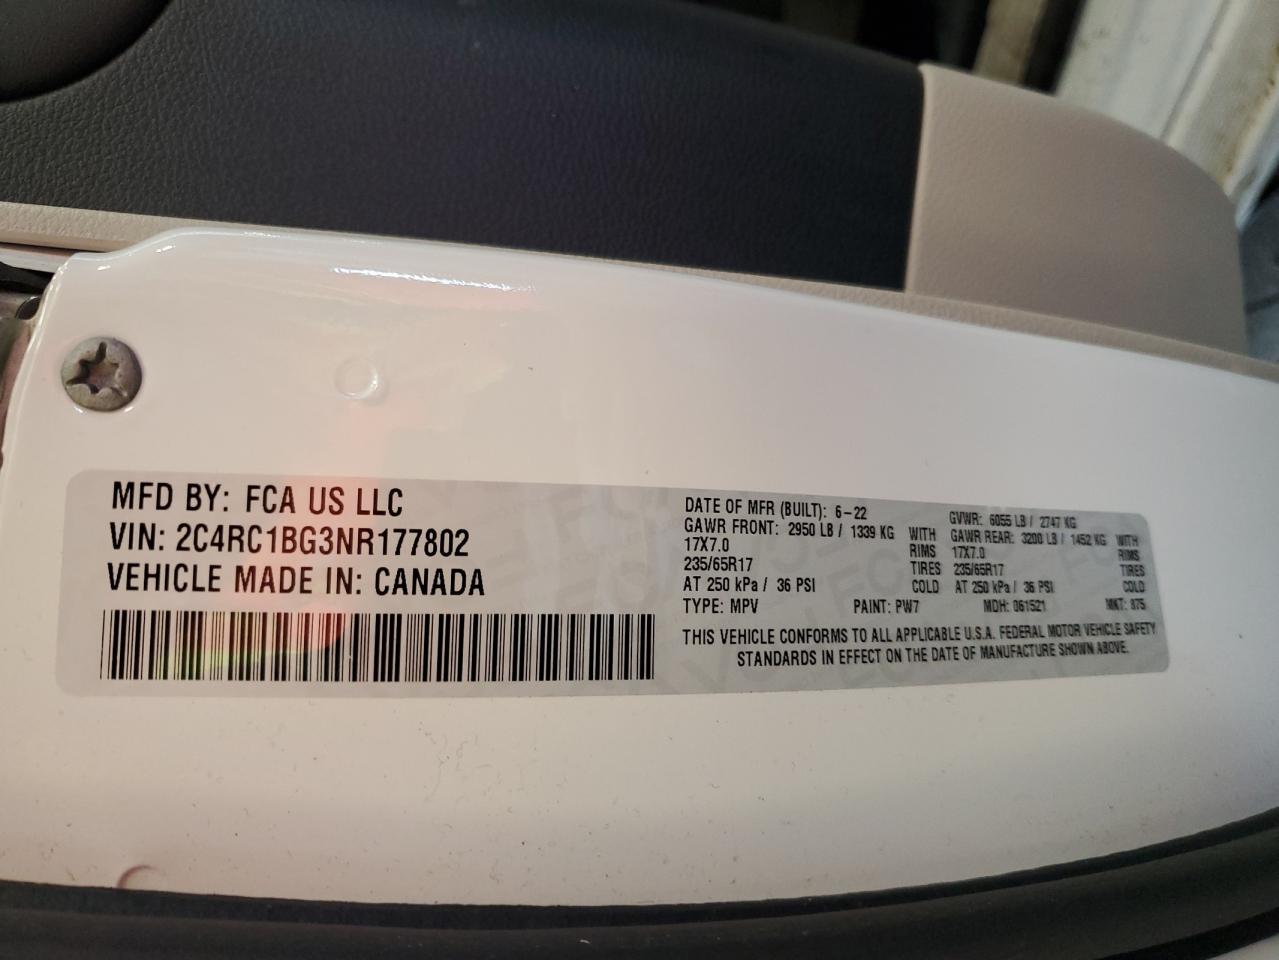 MFD BY: FCA US LLC
VIN: 2C4RC1BG3NR177802
VEHICLE MADE IN: CANADA
DATE OF MFR (BUILT): 6-22 GVWR: 6055 LB / 2747 KG
GAWR FRONT: 2950 LB / 1339 KG WITH GAWR REAR: 3200 LB / 1452 KG WITH
17X7.0 RIMS 17X7.0 RIMS
235/65R17 TIRES 235/65R17 TIRES
AT 250 kPa / 36 PSI COLD AT 250 kPa / 36 PSI COLD
TYPE: MPV PAINT: PW7 MDH: 061521 MKT: 875
THIS VEHICLE CONFORMS TO ALL APPLICABLE U.S.A. FEDERAL MOTOR VEHICLE SAFETY
STANDARDS IN EFFECT ON THE DATE OF MANUFACTURE SHOWN ABOVE.